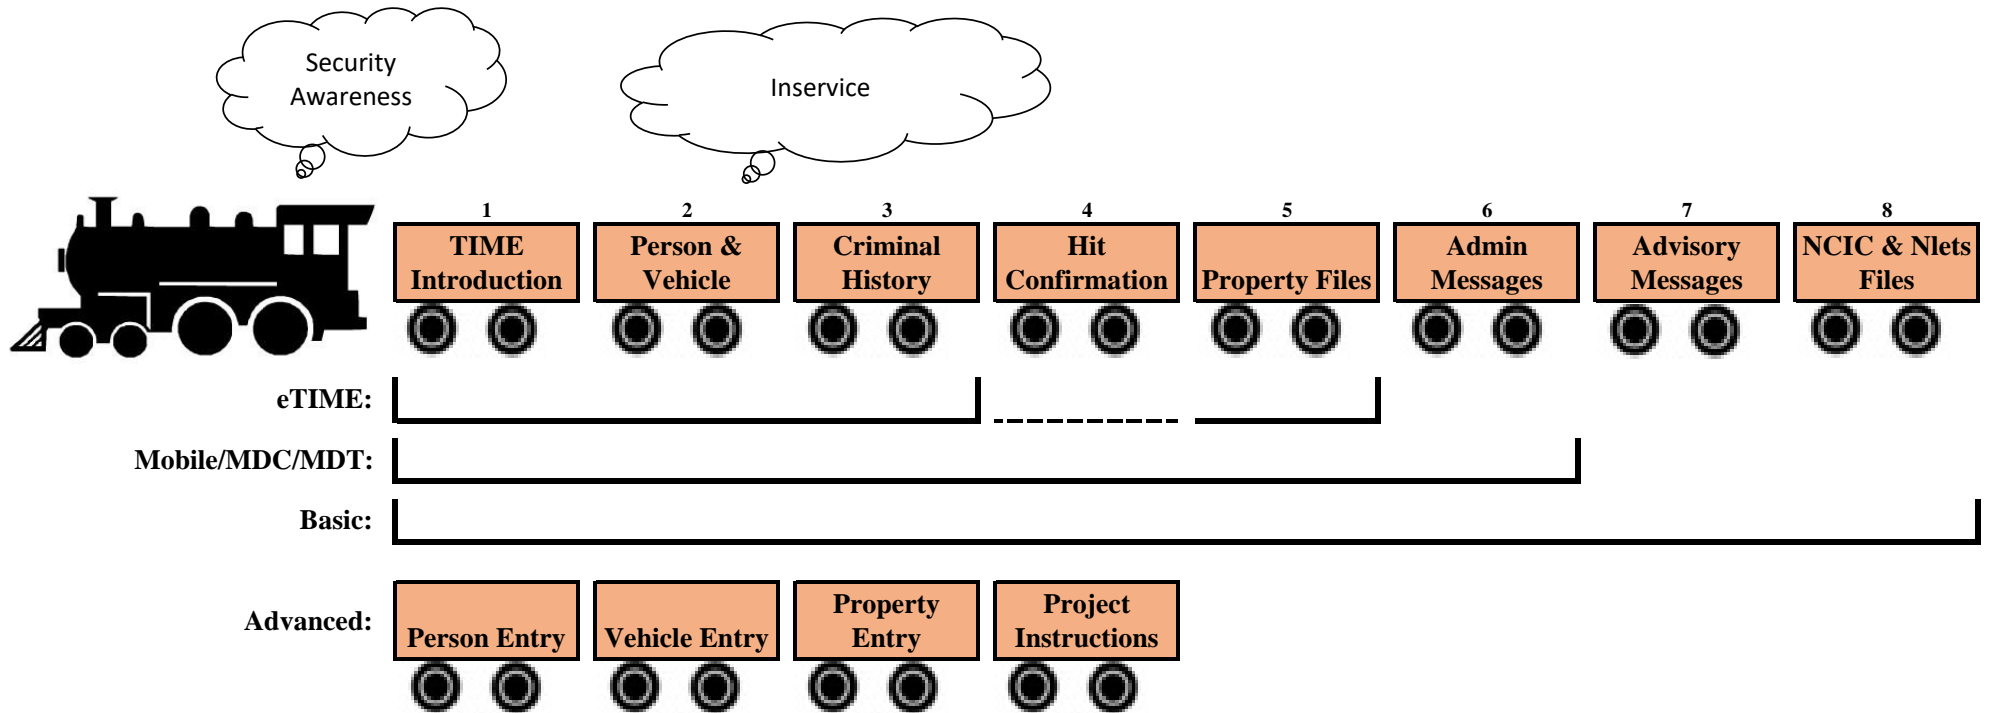 Security
Awareness
Inservice
1 2 3 4 5 6 7 8
TIME
Introduction
Person &
Vehicle
Criminal
History
Hit
Confirmation
Property Files
Admin
Messages
Advisory
Messages
NCIC & Nlets
Files
eTIME:
Mobile/MDC/MDT:
Basic:
Advanced:
Person Entry
Vehicle Entry
Property
Entry
Project
Instructions